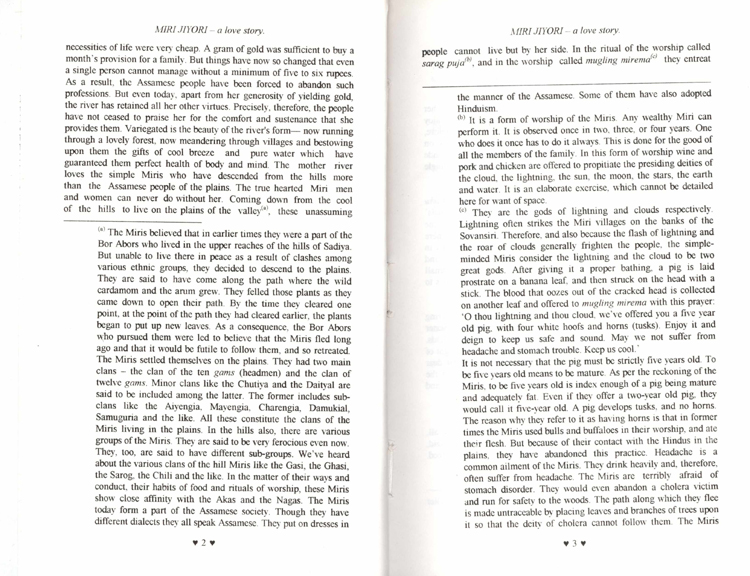 MIRI JIYORI – a love story.
necessities of life were very cheap. A gram of gold was sufficient to buy a
month's provision for a family. But things have now so changed that even
a single person cannot manage without a minimum of five to six rupees.
As a result, the Assamese people have been forced to abandon such
professions. But even today, apart from her generosity of yielding gold,
the river has retained all her other virtues. Precisely, therefore, the people
have not ceased to praise her for the comfort and sustenance that she
provides them. Variegated is the beauty of the river's form— now running
through a lovely forest, now meandering through villages and bestowing
upon them the gifts of cool breeze and pure water which have
guaranteed them perfect health of body and mind. The mother river
loves the simple Miris who have descended from the hills more
than the Assamese people of the plains. The true hearted Miri men
and women can never do without her. Coming down from the cool
of the hills to live on the plains of the valley(a), these unassuming
(a) The Miris believed that in earlier times they were a part of the
Bor Abors who lived in the upper reaches of the hills of Sadiya.
But unable to live there in peace as a result of clashes among
various ethnic groups, they decided to descend to the plains.
They are said to have come along the path where the wild
cardamom and the arum grew. They felled those plants as they
came down to open their path. By the time they cleared one
point, at the point of the path they had cleared earlier, the plants
began to put up new leaves. As a consequence, the Bor Abors
who pursued them were led to believe that the Miris fled long
ago and that it would be futile to follow them, and so retreated.
The Miris settled themselves on the plains. They had two main
clans – the clan of the ten gams (headmen) and the clan of
twelve gams. Minor clans like the Chutiya and the Daityal are
said to be included among the latter. The former includes sub-
clans like the Aiyengia, Mayengia, Charengia, Damukial,
Samuguria and the like. All these constitute the clans of the
Miris living in the plains. In the hills also, there are various
groups of the Miris. They are said to be very ferocious even now.
They, too, are said to have different sub-groups. We've heard
about the various clans of the hill Miris like the Gasi, the Ghasi,
the Sarog, the Chili and the like. In the matter of their ways and
conduct, their habits of food and rituals of worship, these Miris
show close affinity with the Akas and the Nagas. The Miris
today form a part of the Assamese society. Though they have
different dialects they all speak Assamese. They put on dresses in
♥ 2 ♥
MIRI JIYORI – a love story.
people cannot live but by her side. In the ritual of the worship called
sarag puja(b), and in the worship called mugling mirema(c) they entreat
the manner of the Assamese. Some of them have also adopted
Hinduism.
(b) It is a form of worship of the Miris. Any wealthy Miri can
perform it. It is observed once in two, three, or four years. One
who does it once has to do it always. This is done for the good of
all the members of the family. In this form of worship wine and
pork and chicken are offered to propitiate the presiding deities of
the cloud, the lightning, the sun, the moon, the stars, the earth
and water. It is an elaborate exercise, which cannot be detailed
here for want of space.
(c) They are the gods of lightning and clouds respectively.
Lightning often strikes the Miri villages on the banks of the
Sovansiri. Therefore, and also because the flash of lightning and
the roar of clouds generally frighten the people, the simple-
minded Miris consider the lightning and the cloud to be two
great gods. After giving it a proper bathing, a pig is laid
prostrate on a banana leaf, and then struck on the head with a
stick. The blood that oozes out of the cracked head is collected
on another leaf and offered to mugling mirema with this prayer:
'O thou lightning and thou cloud, we've offered you a five year
old pig, with four white hoofs and horns (tusks). Enjoy it and
deign to keep us safe and sound. May we not suffer from
headache and stomach trouble. Keep us cool.'
It is not necessary that the pig must be strictly five years old. To
be five years old means to be mature. As per the reckoning of the
Miris, to be five years old is index enough of a pig being mature
and adequately fat. Even if they offer a two-year old pig, they
would call it five-year old. A pig develops tusks, and no horns.
The reason why they refer to it as having horns is that in former
times the Miris used bulls and buffaloes in their worship, and ate
their flesh. But because of their contact with the Hindus in the
plains, they have abandoned this practice. Headache is a
common ailment of the Miris. They drink heavily and, therefore,
often suffer from headache. The Miris are terribly afraid of
stomach disorder. They would even abandon a cholera victim
and run for safety to the woods. The path along which they flee
is made untraceable by placing leaves and branches of trees upon
it so that the deity of cholera cannot follow them. The Miris
♥ 3 ♥